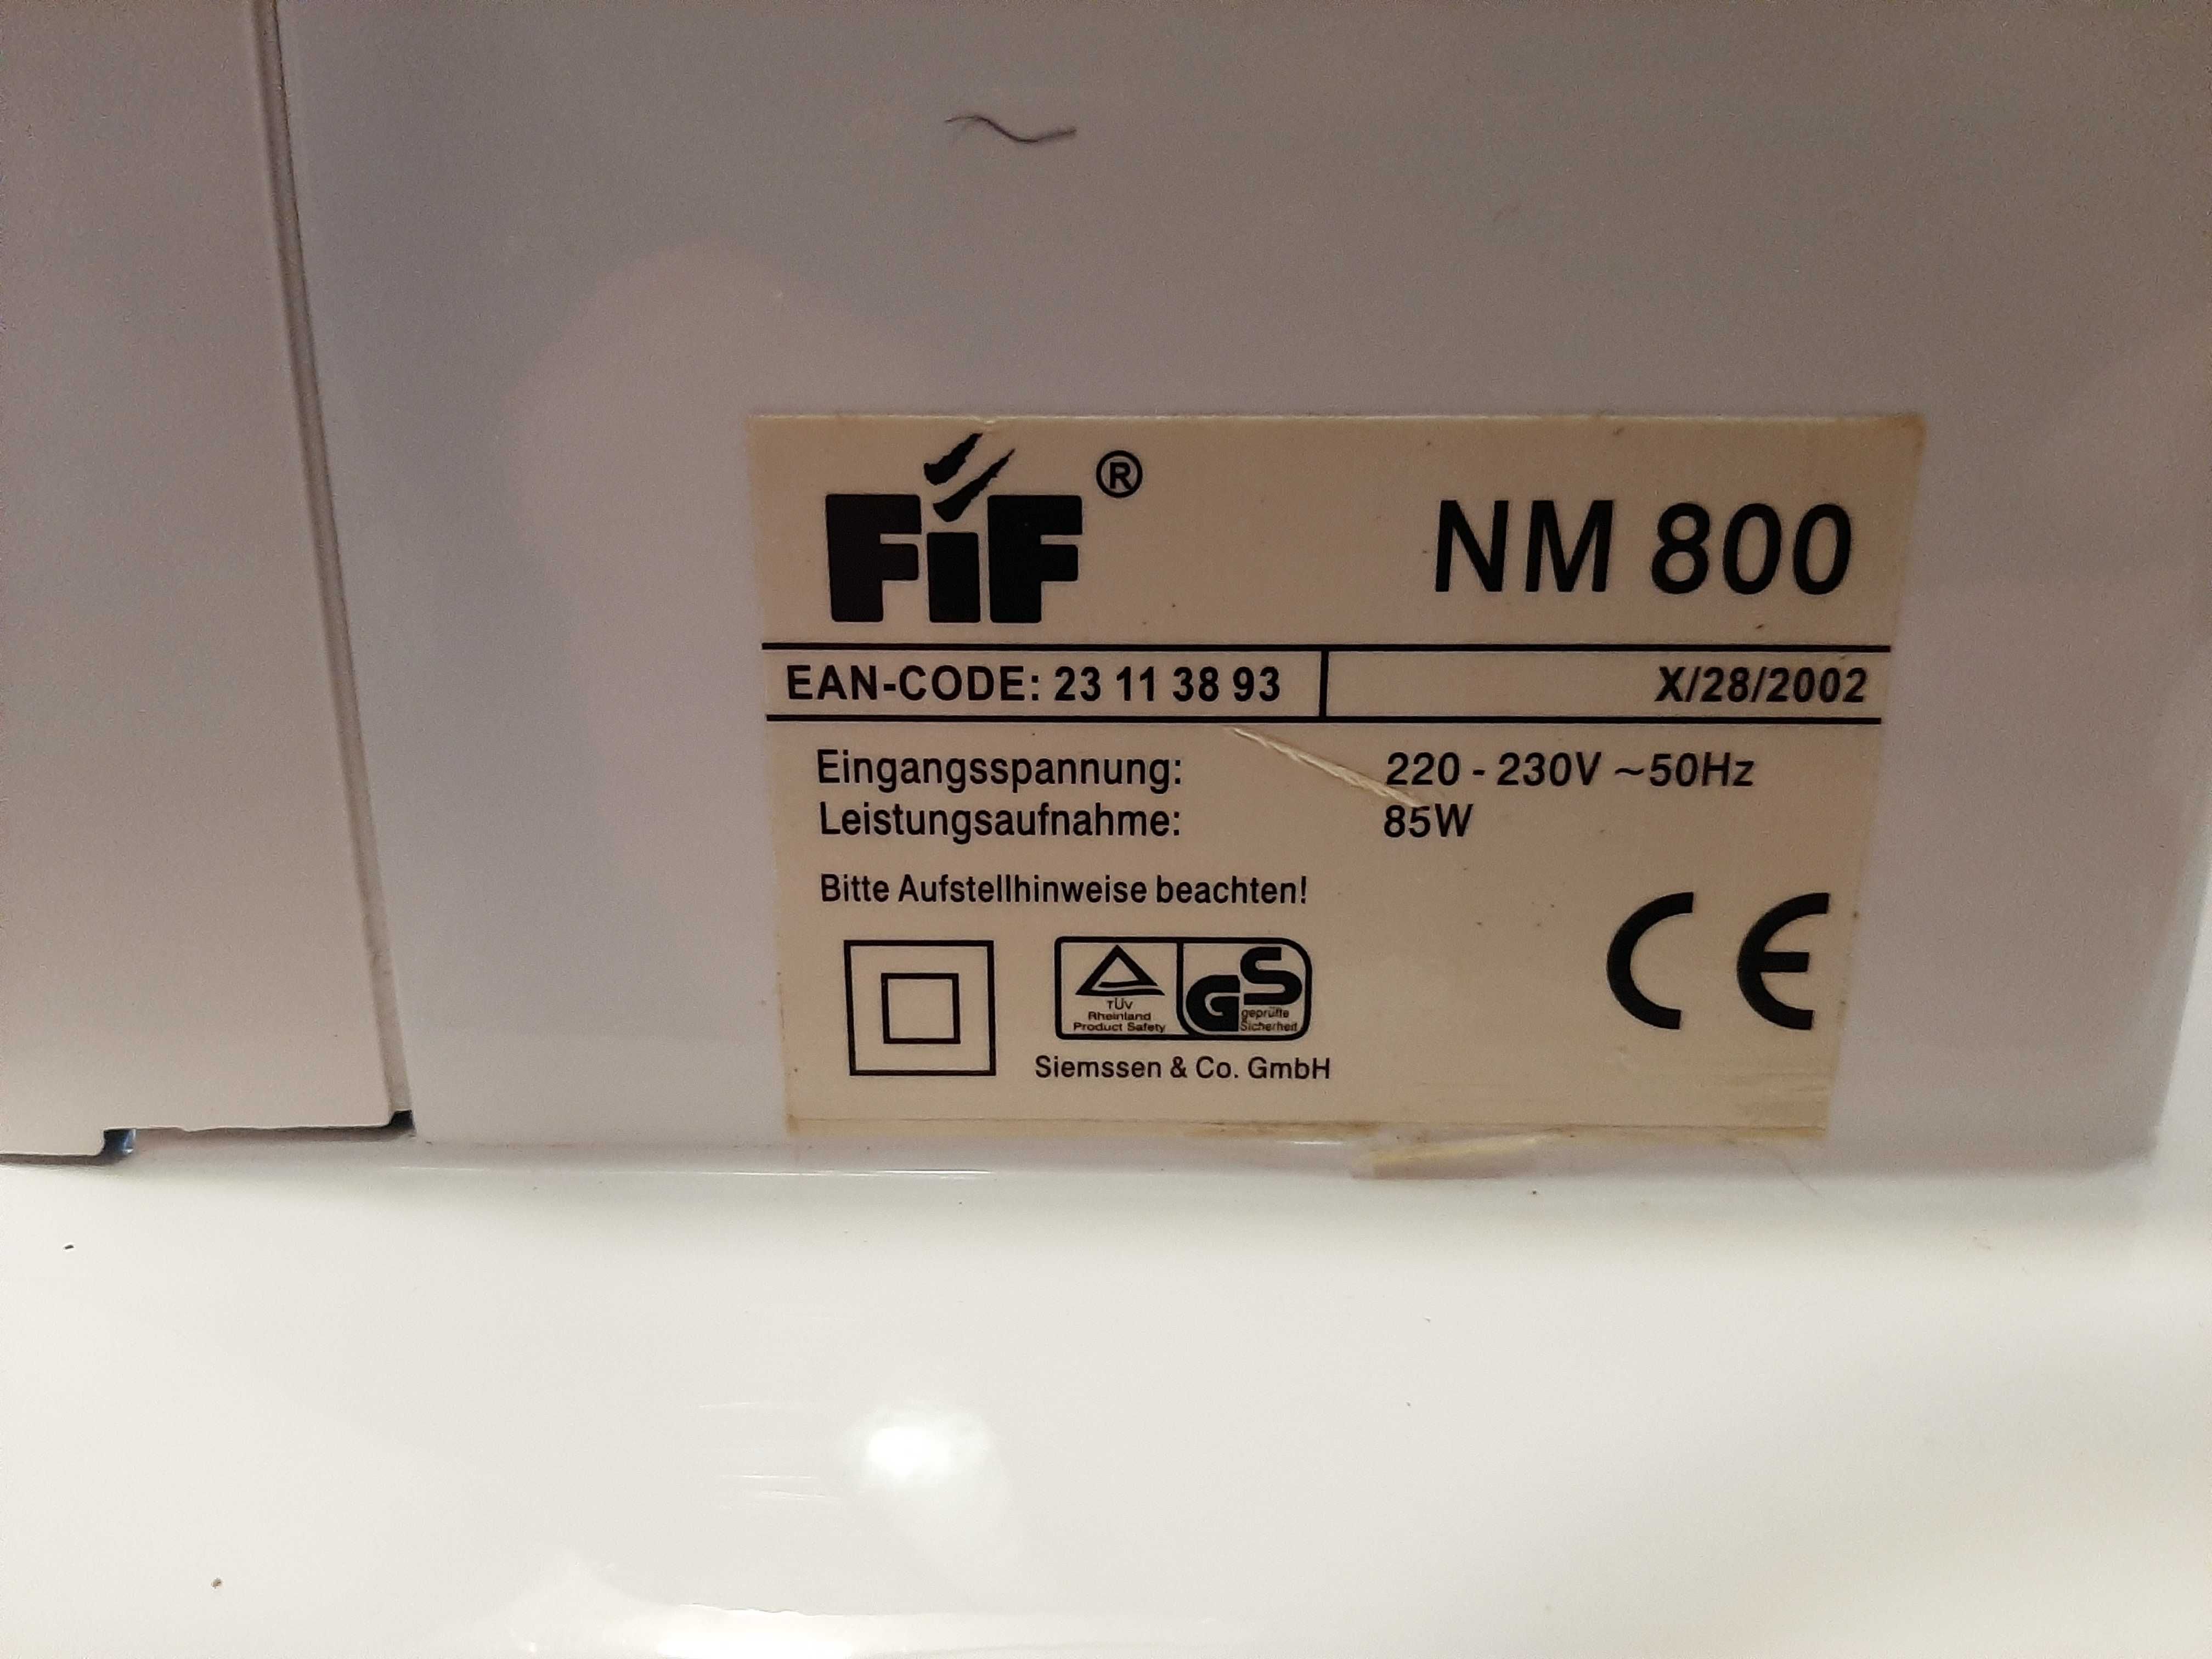 FiF ® NM 800
EAN-CODE: 23 11 38 93 X/28/2002
Eingangsspannung: 220 - 230V ~50Hz
Leistungsaufnahme: 85W
Bitte Aufstellhinweise beachten!
TÜV
Rheinland
Product Safety
GS
geprüfte
Sicherheit
CE
Siemssen & Co. GmbH